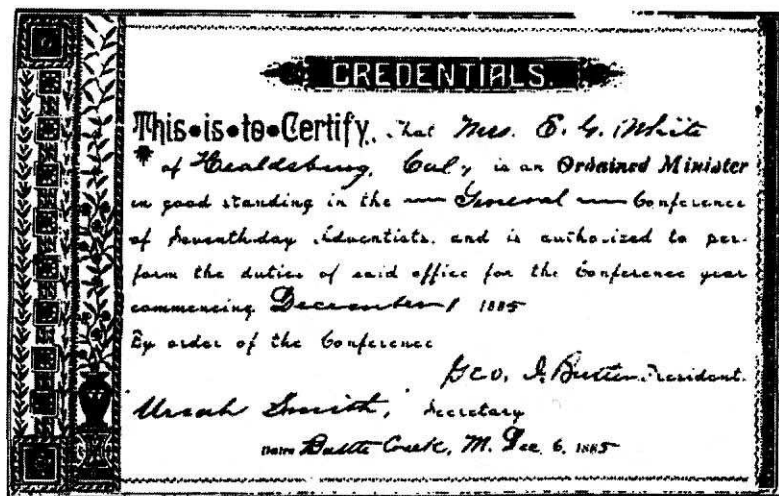 CREDENTIALS.
This is to Certify, That Mrs. E. G. White
of Healdsburg, Cal, is an Ordained Minister
in good standing in the General Conference
of Seventh-day Adventists, and is authorized to per-
form the duties of said office for the Conference year
commencing December 1 1885
By order of the Conference
Geo. I. Butler President.
Uriah Smith, Secretary
Dated Battle Creek, M. Dec. 6, 1885